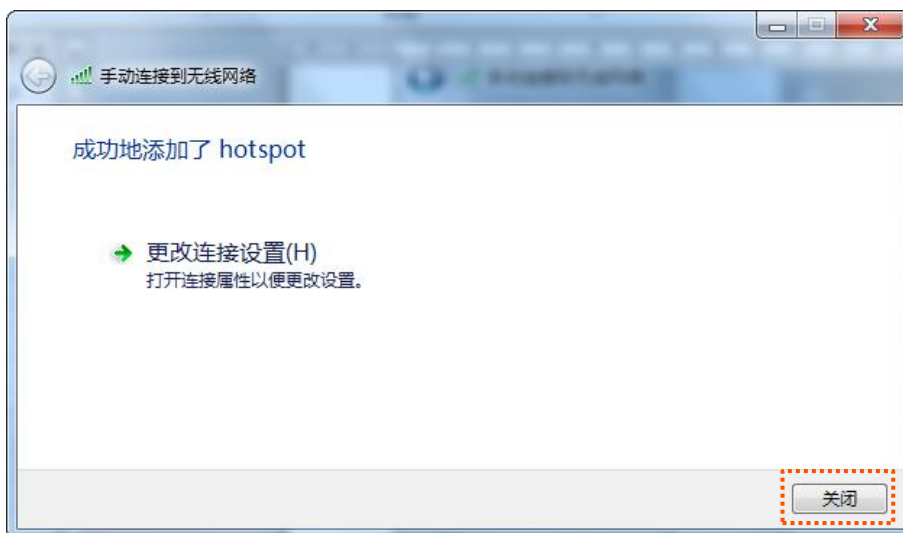 手动连接到无线网络
成功地添加了 hotspot
更改连接设置(H)
打开连接属性以便更改设置。
关闭